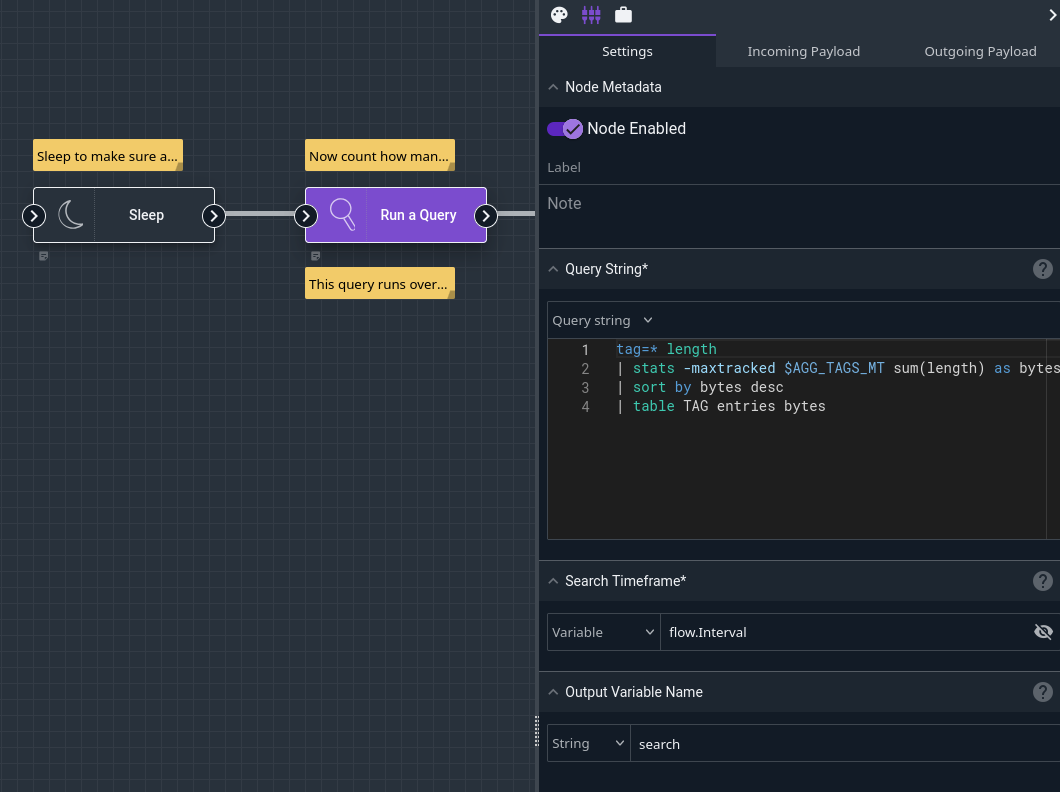 Settings
Incoming Payload
Outgoing Payload
Node Metadata
Node Enabled
Label
Note
Sleep to make sure a...
Now count how man...
Sleep
Run a Query
This query runs over...
Query String*
Query string
1 tag=* length
2 | stats -maxtracked $AGG_TAGS_MT sum(length) as bytes
3 | sort by bytes desc
4 | table TAG entries bytes
Search Timeframe*
Variable
flow.Interval
Output Variable Name
String
search